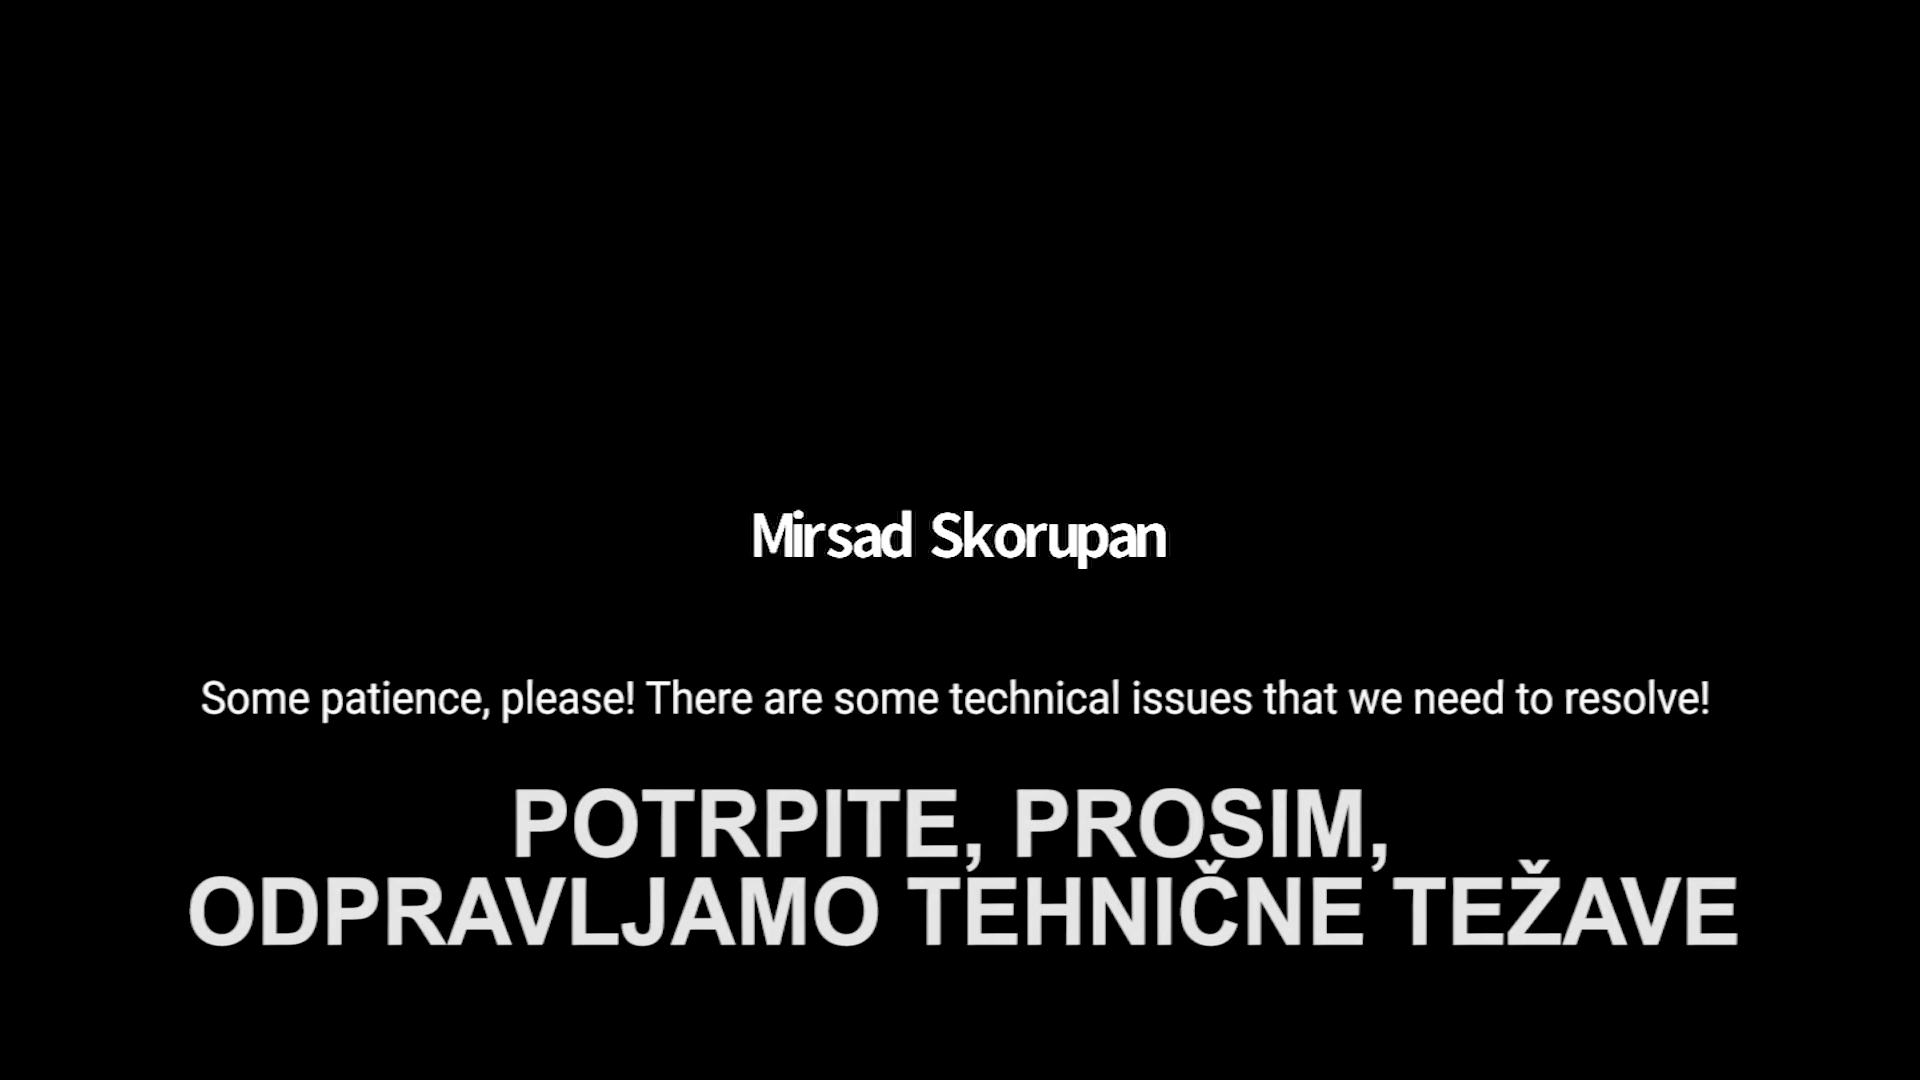 Mirsad Skorupan
Some patience, please! There are some technical issues that we need to resolve!
POTRPITE, PROSIM,
ODPRAVLJAMO TEHNIČNE TEŽAVE